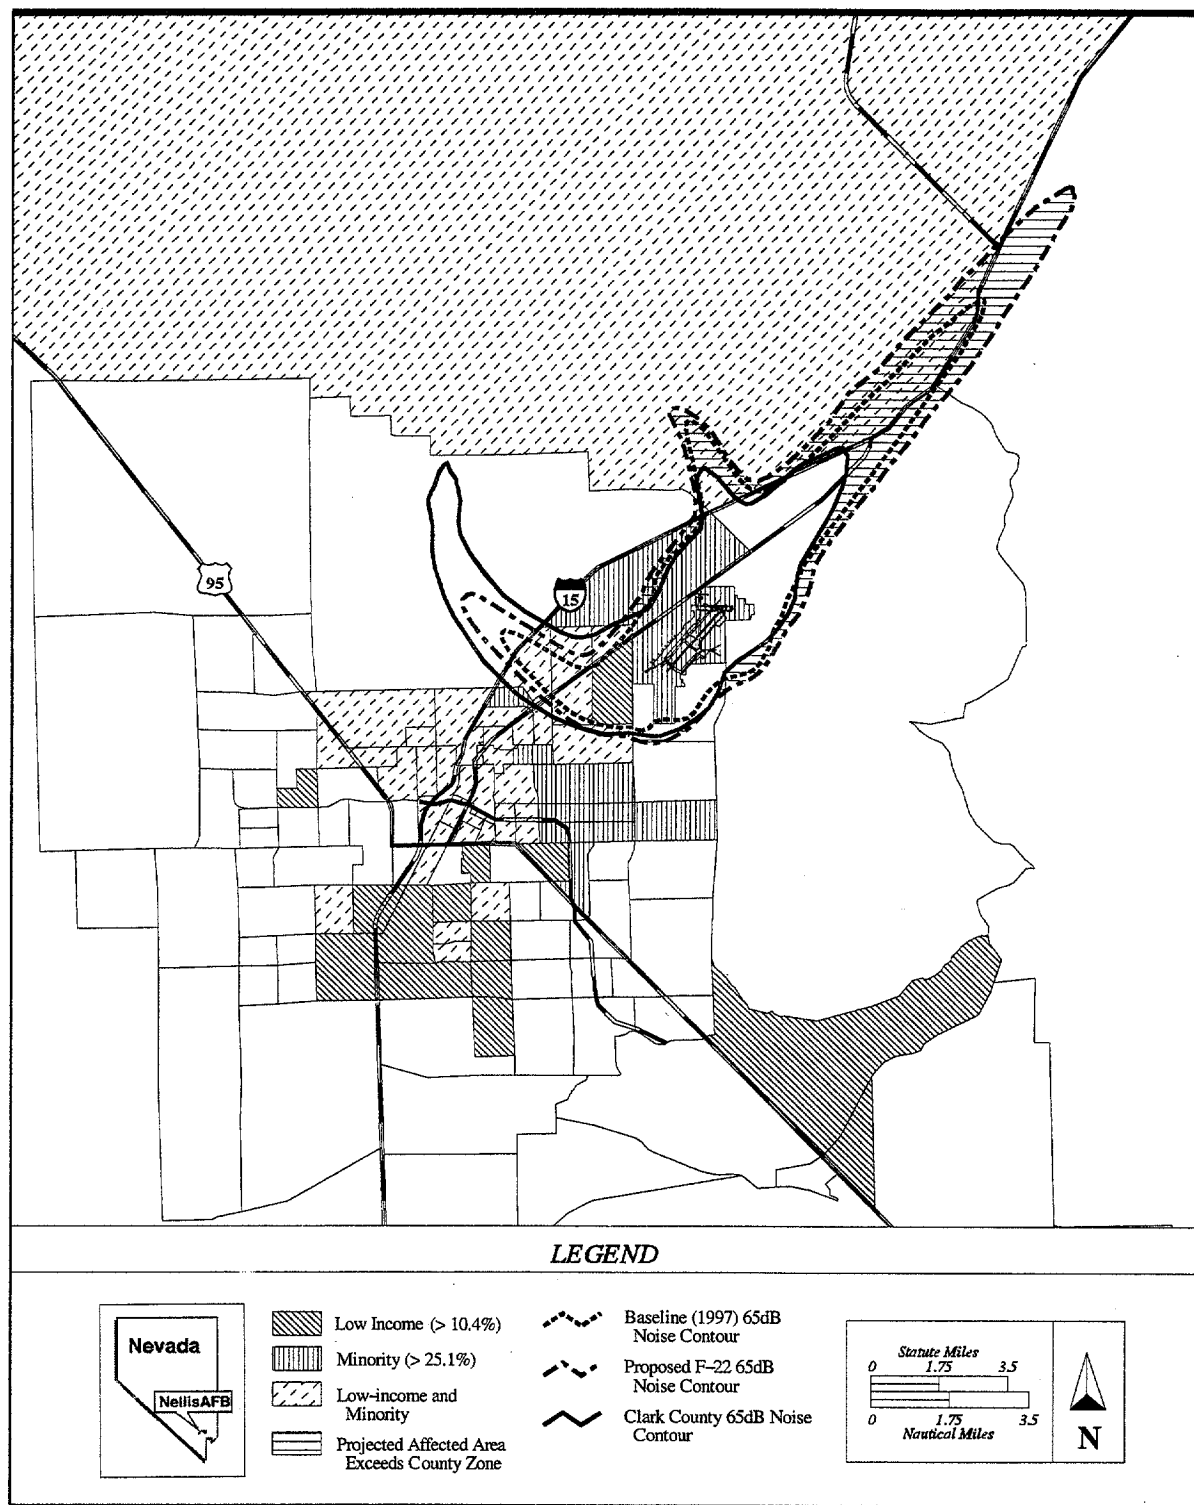 95
15
LEGEND
Nevada
NellisAFB
Low Income (> 10.4%)
Minority (> 25.1%)
Low-income and
Minority
Projected Affected Area
Exceeds County Zone
Baseline (1997) 65dB
Noise Contour
Proposed F-22 65dB
Noise Contour
Clark County 65dB Noise
Contour
Statute Miles
0 1.75 3.5
0 1.75 3.5
Nautical Miles
N